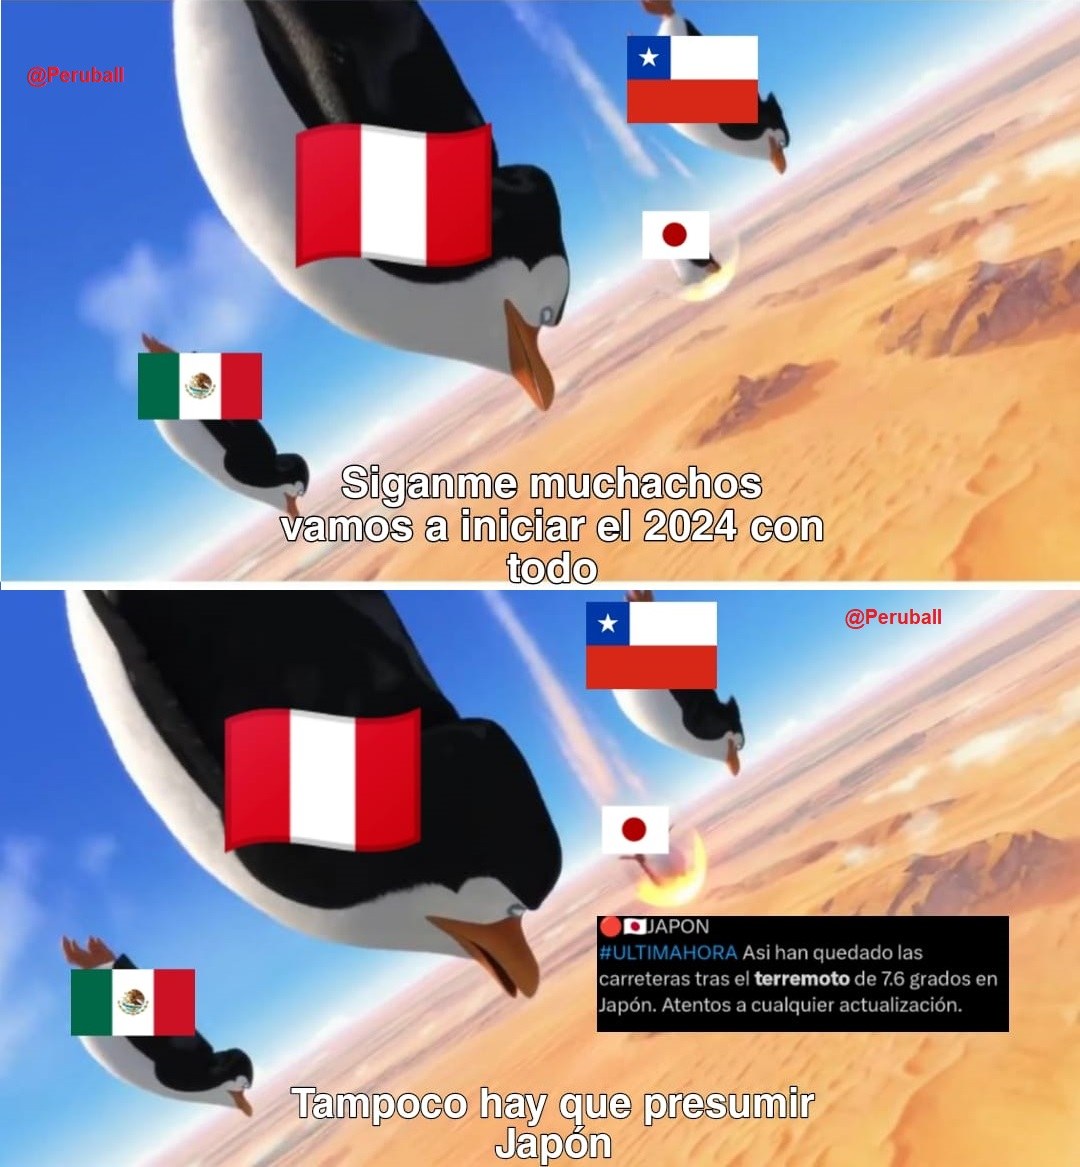 @Peruball
Siganme muchachos
vamos a iniciar el 2024 con
todo
@Peruball
JAPON
#ULTIMAHORA Asi han quedado las
carreteras tras el terremoto de 7.6 grados en
Japón. Atentos a cualquier actualización.
Tampoco hay que presumir
Japón